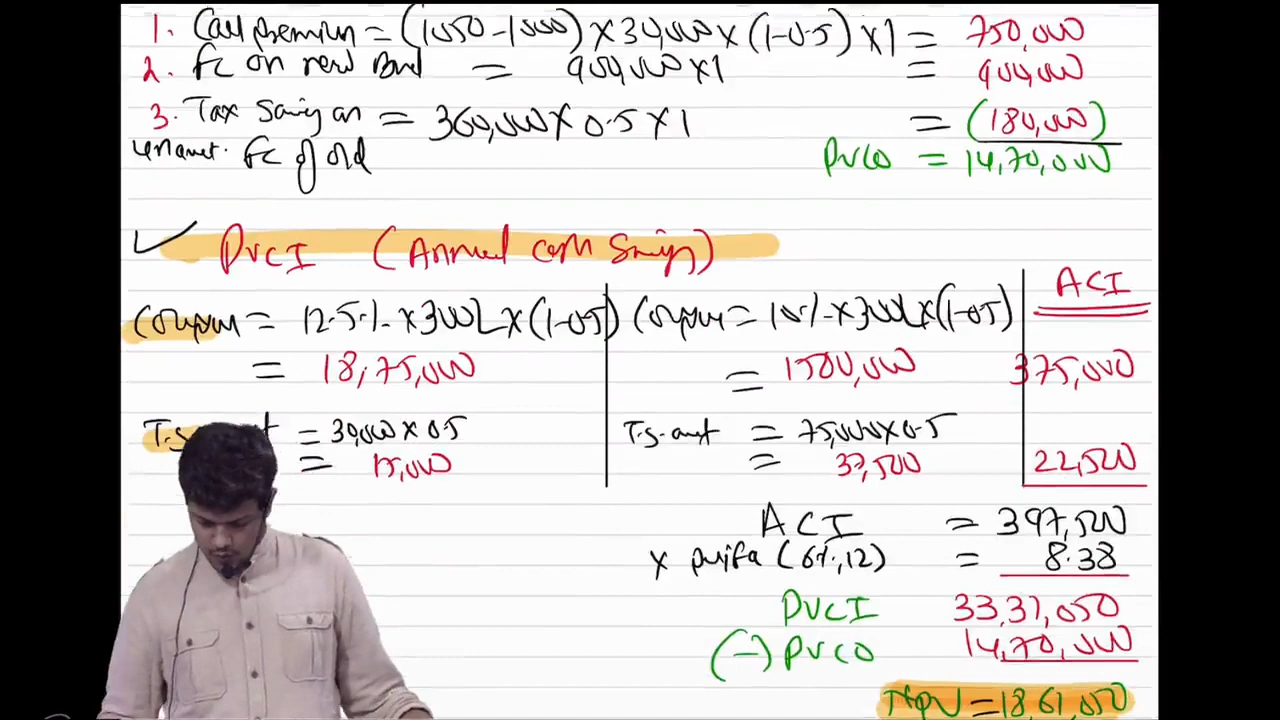 1. Call premium = (1050-1000) × 30,000 × (1-0.5) × 1 = 750,000
2. FC on new Bond = 900,000 × 1 = 900,000
3. Tax Saving on = 360,000 × 0.5 × 1 = (180,000)
unamort. FC of old PVCO = 14,70,000
✓ PVCI (Annual cash Savings)
ACI
Coupon = 12.5% × 300L × (1-0.5) Coupon = 10% × 300L × (1-0.5)
= 18,75,000 = 1500,000 375,000
T.S. = 30,000 × 0.5 T.S. amt = 75,000 × 0.5
= 15,000 = 37,500 22,500
ACI = 397,500
× pvifa (6%, 12) = 8.38
PVCI 33,31,050
(-) PVCO 14,70,000
NPV = 18,61,050